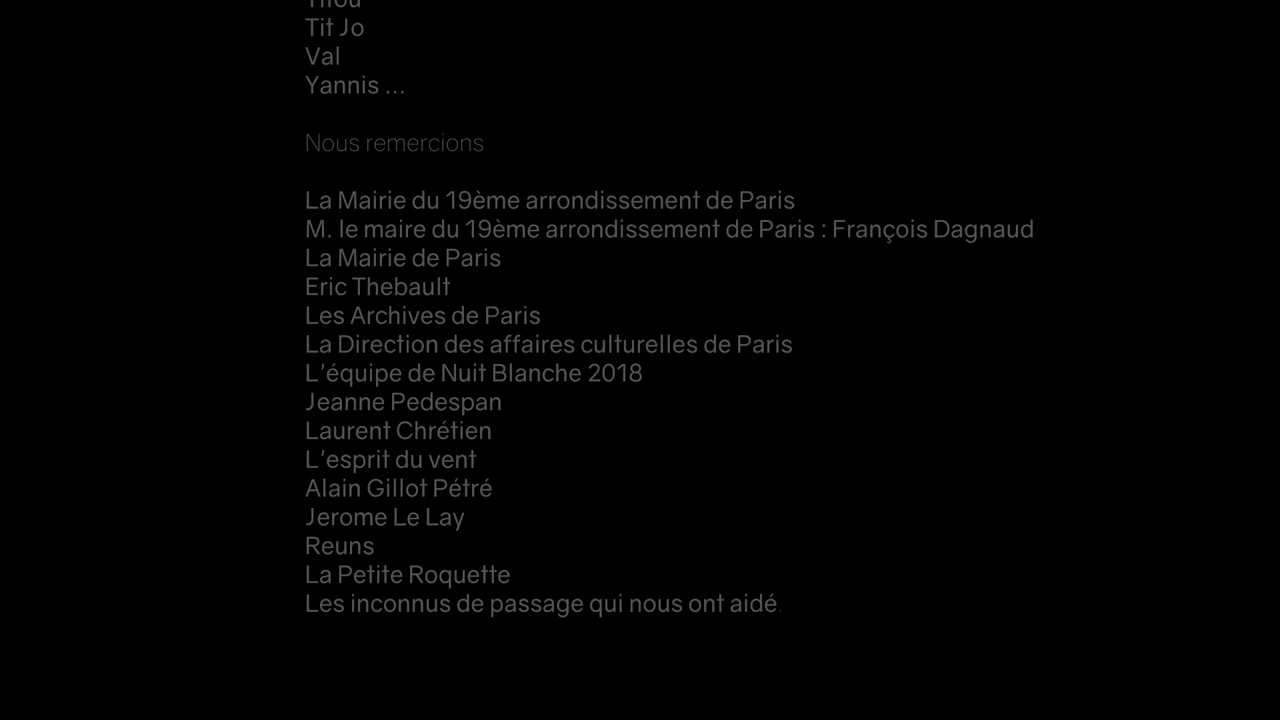 Titou
Tit Jo
Val
Yannis ...
Nous remercions
La Mairie du 19ème arrondissement de Paris
M. le maire du 19ème arrondissement de Paris : François Dagnaud
La Mairie de Paris
Eric Thebault
Les Archives de Paris
La Direction des affaires culturelles de Paris
L'équipe de Nuit Blanche 2018
Jeanne Pedespan
Laurent Chrétien
L'esprit du vent
Alain Gillot Pétré
Jerome Le Lay
Reuns
La Petite Roquette
Les inconnus de passage qui nous ont aidé.